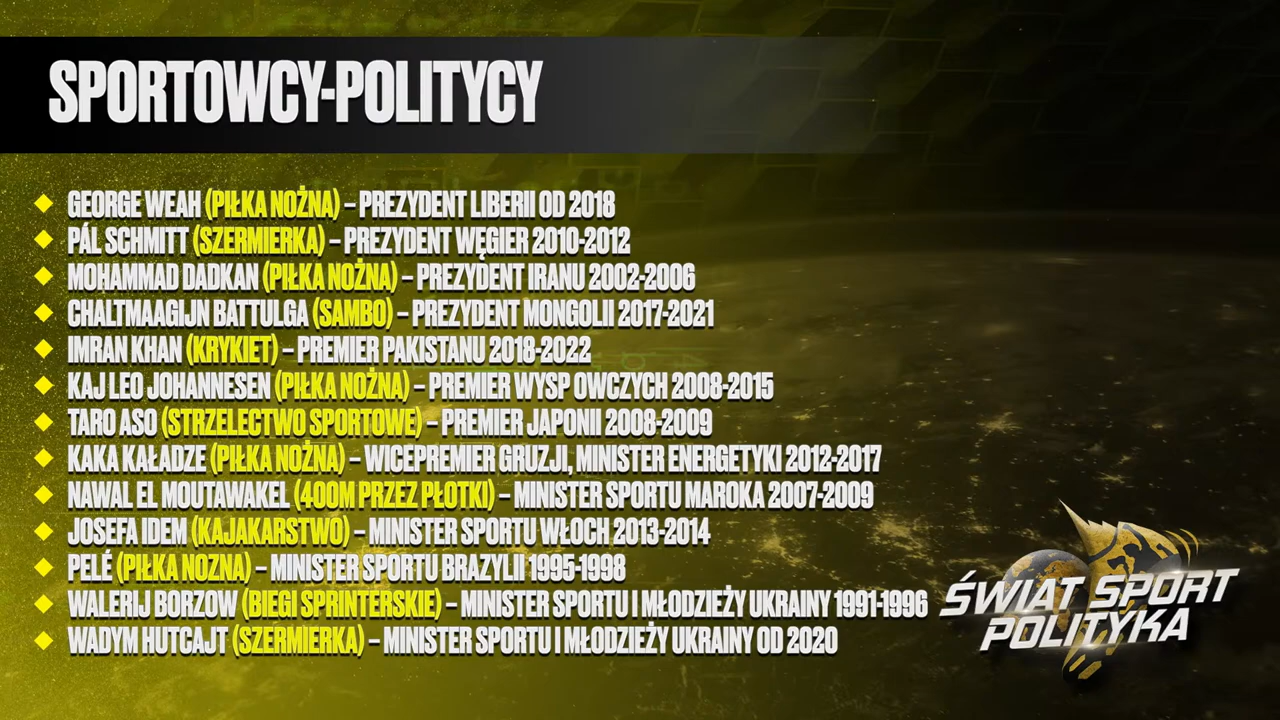 SPORTOWCY-POLITYCY
GEORGE WEAH (PIŁKA NOŻNA) – PREZYDENT LIBERII OD 2018
PÁL SCHMITT (SZERMIERKA) – PREZYDENT WĘGIER 2010-2012
MOHAMMAD DADKAN (PIŁKA NOŻNA) – PREZYDENT IRANU 2002-2006
CHALTMAAGIJN BATTULGA (SAMBO) – PREZYDENT MONGOLII 2017-2021
IMRAN KHAN (KRYKIET) – PREMIER PAKISTANU 2018-2022
KAJ LEO JOHANNESEN (PIŁKA NOŻNA) – PREMIER WYSP OWCZYCH 2008-2015
TARO ASO (STRZELECTWO SPORTOWE) – PREMIER JAPONII 2008-2009
KAKA KAŁADZE (PIŁKA NOŻNA) – WICEPREMIER GRUZJI, MINISTER ENERGETYKI 2012-2017
NAWAL EL MOUTAWAKEL (400M PRZEZ PŁOTKI) – MINISTER SPORTU MAROKA 2007-2009
JOSEFA IDEM (KAJAKARSTWO) – MINISTER SPORTU WŁOCH 2013-2014
PELÉ (PIŁKA NOZNA) – MINISTER SPORTU BRAZYLII 1995-1998
WALERIJ BORZOW (BIEGI SPRINTERSKIE) – MINISTER SPORTU I MŁODZIEŻY UKRAINY 1991-1996
WADYM HUTCAJT (SZERMIERKA) – MINISTER SPORTU I MŁODZIEŻY UKRAINY OD 2020
ŚWIAT SPORT
POLITYKA